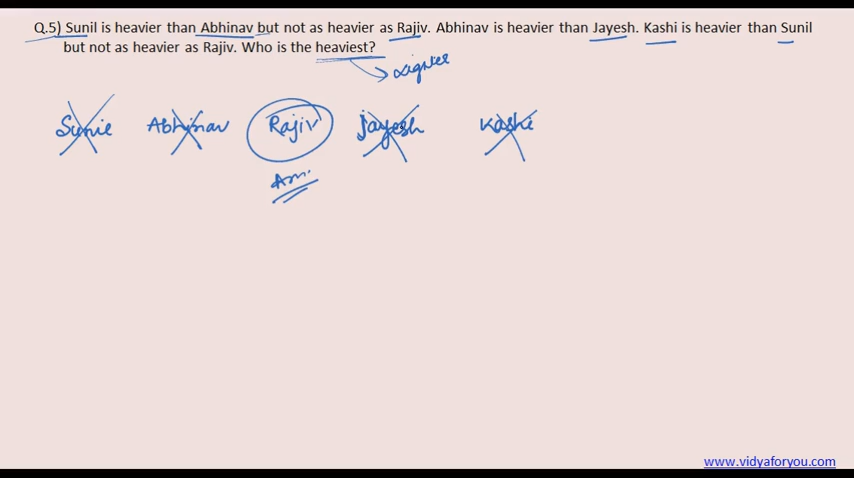 Q.5) Sunil is heavier than Abhinav but not as heavier as Rajiv. Abhinav is heavier than Jayesh. Kashi is heavier than Sunil
but not as heavier as Rajiv. Who is the heaviest?
Sunil Abhinav Rajiv Jayesh Kashi
Ans.
www.vidyaforyou.com